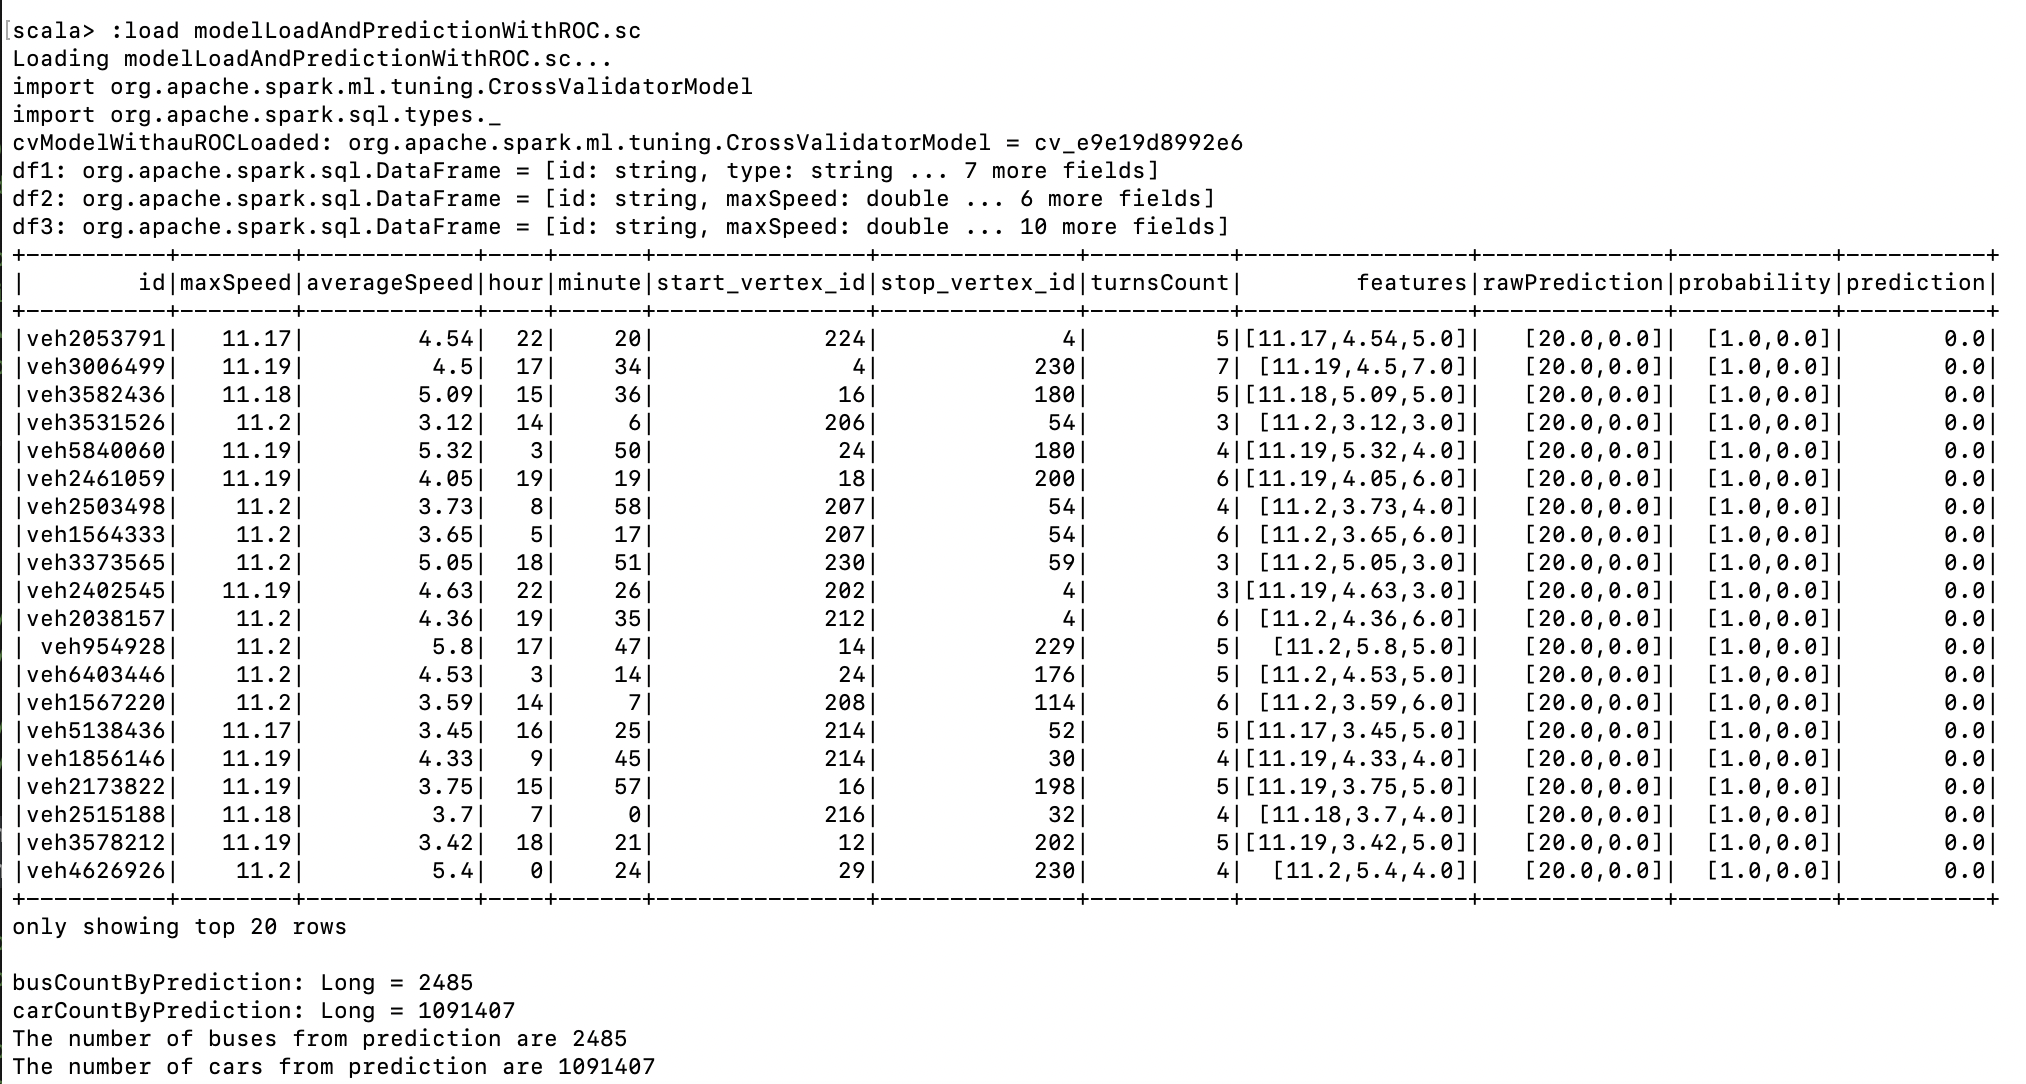 [scala> :load modelLoadAndPredictionWithROC.sc
Loading modelLoadAndPredictionWithROC.sc...
import org.apache.spark.ml.tuning.CrossValidatorModel
import org.apache.spark.sql.types._
cvModelWithauROCLoaded: org.apache.spark.ml.tuning.CrossValidatorModel = cv_e9e19d8992e6
df1: org.apache.spark.sql.DataFrame = [id: string, type: string ... 7 more fields]
df2: org.apache.spark.sql.DataFrame = [id: string, maxSpeed: double ... 6 more fields]
df3: org.apache.spark.sql.DataFrame = [id: string, maxSpeed: double ... 10 more fields]
+----------+--------+------------+----+------+---------------+--------------+----------+----------------+-------------+-----------+----------+
|        id|maxSpeed|averageSpeed|hour|minute|start_vertex_id|stop_vertex_id|turnsCount|        features|rawPrediction|probability|prediction|
+----------+--------+------------+----+------+---------------+--------------+----------+----------------+-------------+-----------+----------+
|veh2053791|   11.17|        4.54|  22|    20|            224|             4|         5|[11.17,4.54,5.0]|   [20.0,0.0]|  [1.0,0.0]|       0.0|
|veh3006499|   11.19|         4.5|  17|    34|              4|           230|         7| [11.19,4.5,7.0]|   [20.0,0.0]|  [1.0,0.0]|       0.0|
|veh3582436|   11.18|        5.09|  15|    36|             16|           180|         5|[11.18,5.09,5.0]|   [20.0,0.0]|  [1.0,0.0]|       0.0|
|veh3531526|    11.2|        3.12|  14|     6|            206|            54|         3| [11.2,3.12,3.0]|   [20.0,0.0]|  [1.0,0.0]|       0.0|
|veh5840060|   11.19|        5.32|   3|    50|             24|           180|         4|[11.19,5.32,4.0]|   [20.0,0.0]|  [1.0,0.0]|       0.0|
|veh2461059|   11.19|        4.05|  19|    19|             18|           200|         6|[11.19,4.05,6.0]|   [20.0,0.0]|  [1.0,0.0]|       0.0|
|veh2503498|    11.2|        3.73|   8|    58|            207|            54|         4| [11.2,3.73,4.0]|   [20.0,0.0]|  [1.0,0.0]|       0.0|
|veh1564333|    11.2|        3.65|   5|    17|            207|            54|         6| [11.2,3.65,6.0]|   [20.0,0.0]|  [1.0,0.0]|       0.0|
|veh3373565|    11.2|        5.05|  18|    51|            230|            59|         3| [11.2,5.05,3.0]|   [20.0,0.0]|  [1.0,0.0]|       0.0|
|veh2402545|   11.19|        4.63|  22|    26|            202|             4|         3|[11.19,4.63,3.0]|   [20.0,0.0]|  [1.0,0.0]|       0.0|
|veh2038157|    11.2|        4.36|  19|    35|            212|             4|         6| [11.2,4.36,6.0]|   [20.0,0.0]|  [1.0,0.0]|       0.0|
| veh954928|    11.2|         5.8|  17|    47|             14|           229|         5|  [11.2,5.8,5.0]|   [20.0,0.0]|  [1.0,0.0]|       0.0|
|veh6403446|    11.2|        4.53|   3|    14|             24|           176|         5| [11.2,4.53,5.0]|   [20.0,0.0]|  [1.0,0.0]|       0.0|
|veh1567220|    11.2|        3.59|  14|     7|            208|           114|         6| [11.2,3.59,6.0]|   [20.0,0.0]|  [1.0,0.0]|       0.0|
|veh5138436|   11.17|        3.45|  16|    25|            214|            52|         5|[11.17,3.45,5.0]|   [20.0,0.0]|  [1.0,0.0]|       0.0|
|veh1856146|   11.19|        4.33|   9|    45|            214|            30|         4|[11.19,4.33,4.0]|   [20.0,0.0]|  [1.0,0.0]|       0.0|
|veh2173822|   11.19|        3.75|  15|    57|             16|           198|         5|[11.19,3.75,5.0]|   [20.0,0.0]|  [1.0,0.0]|       0.0|
|veh2515188|   11.18|         3.7|   7|     0|            216|            32|         4| [11.18,3.7,4.0]|   [20.0,0.0]|  [1.0,0.0]|       0.0|
|veh3578212|   11.19|        3.42|  18|    21|             12|           202|         5|[11.19,3.42,5.0]|   [20.0,0.0]|  [1.0,0.0]|       0.0|
|veh4626926|    11.2|         5.4|   0|    24|             29|           230|         4|  [11.2,5.4,4.0]|   [20.0,0.0]|  [1.0,0.0]|       0.0|
+----------+--------+------------+----+------+---------------+--------------+----------+----------------+-------------+-----------+----------+
only showing top 20 rows
busCountByPrediction: Long = 2485
carCountByPrediction: Long = 1091407
The number of buses from prediction are 2485
The number of cars from prediction are 1091407